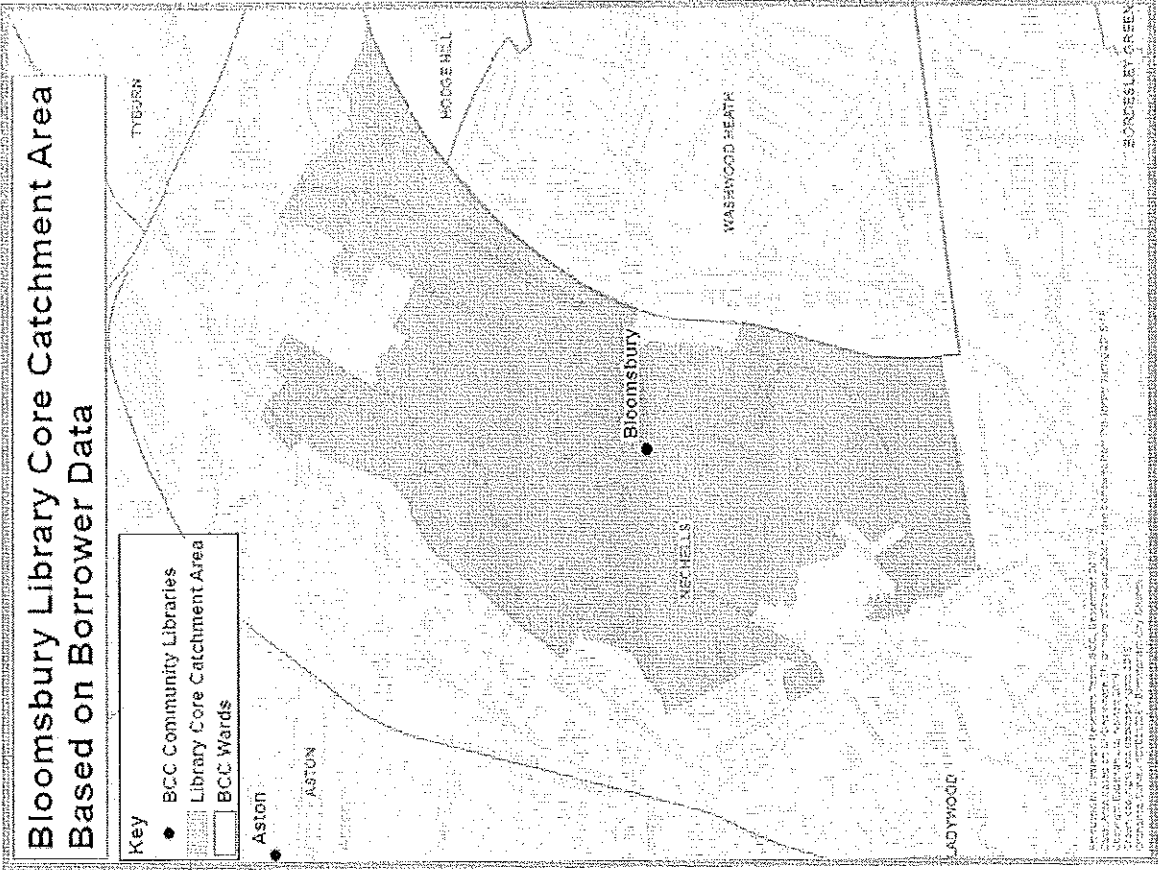 Bloomsbury Library Core Catchment Area
Based on Borrower Data
Key
BCC Community Libraries
Library Core Catchment Area
BCC Wards
TYBURN
HODGE HILL
Aston
ASTON
WASHWOOD HEATH
Bloomsbury
NECHELLS
LADYWOOD
BORDESLEY GREEN